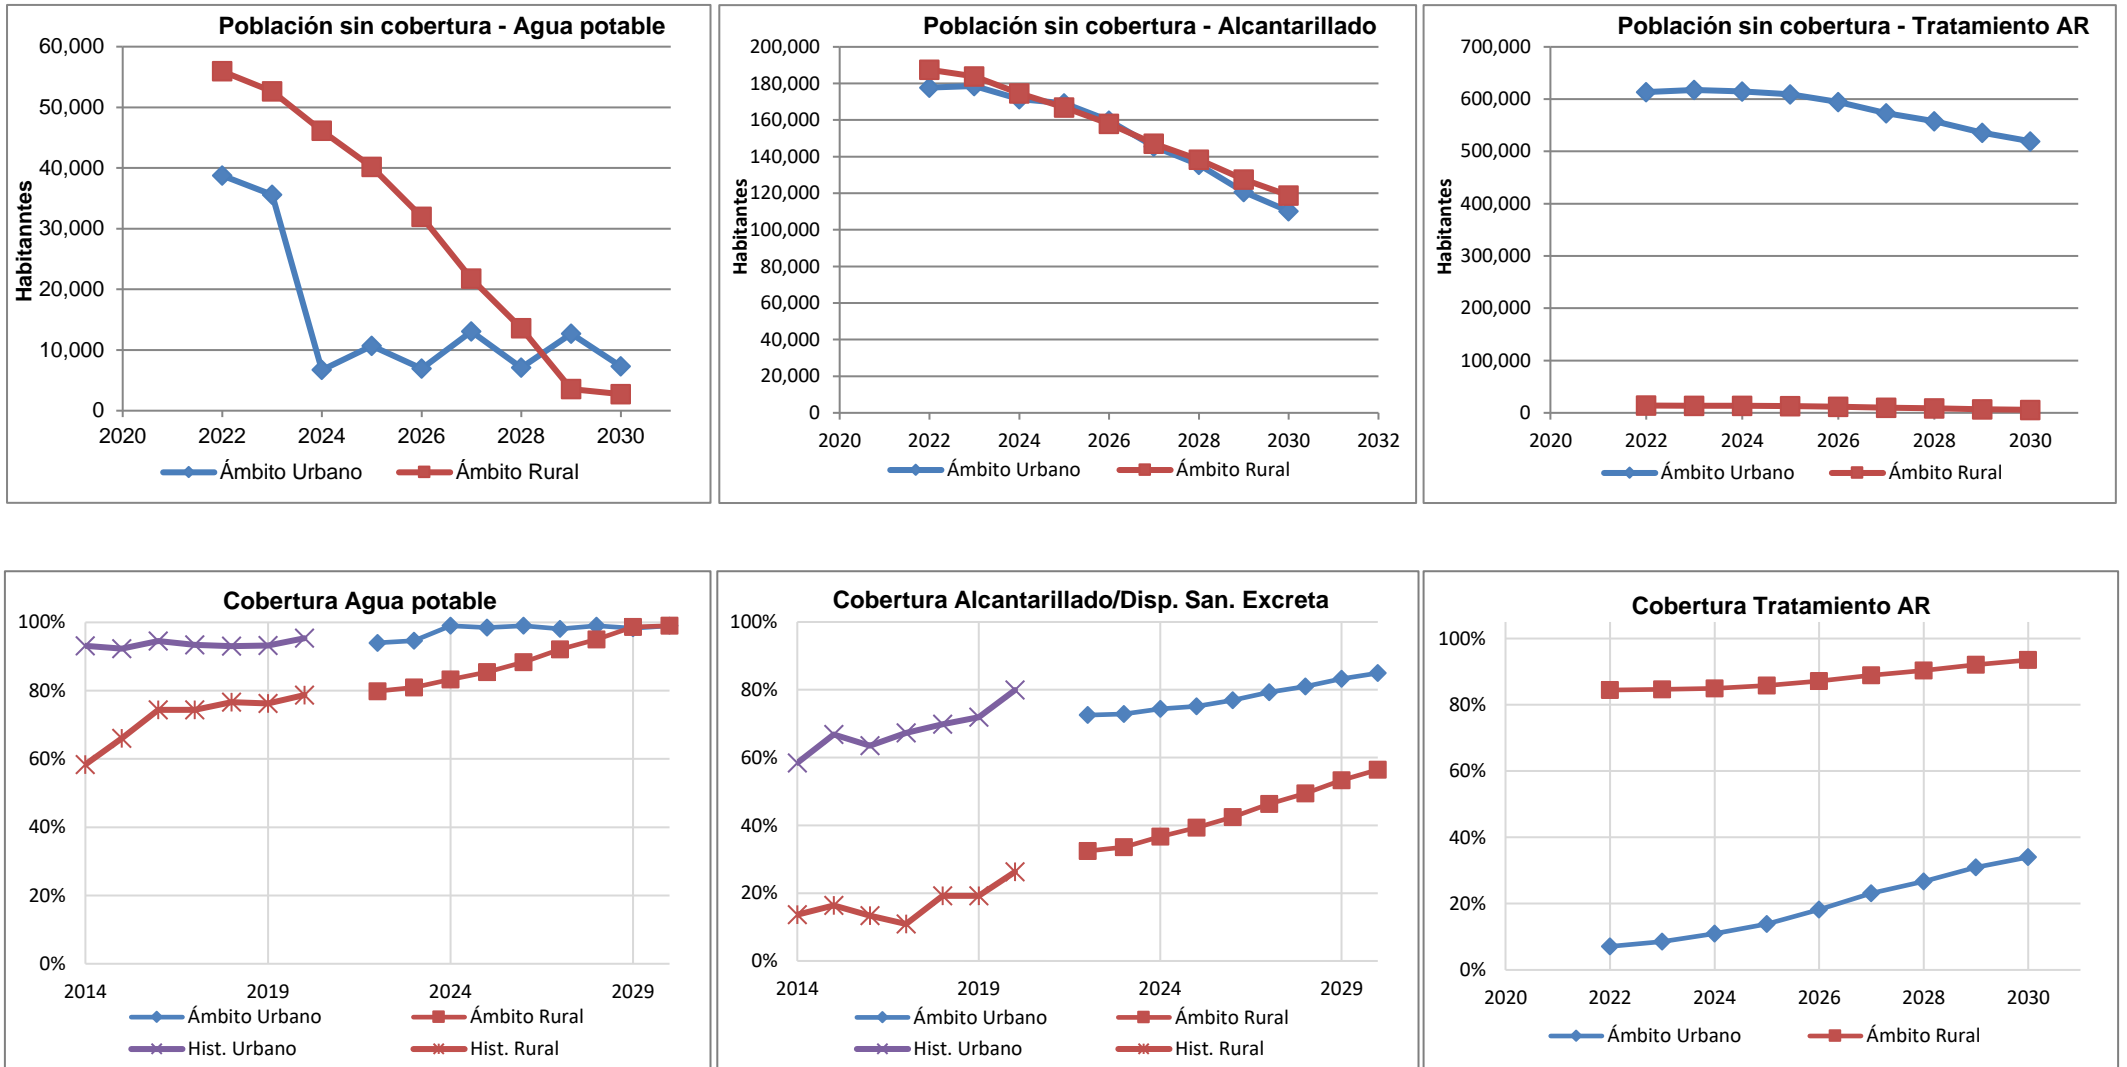 Población sin cobertura - Agua potable
60,000
50,000
40,000
30,000
20,000
10,000
0
Habitanntes
2020 2022 2024 2026 2028 2030
Ámbito Urbano Ámbito Rural
Población sin cobertura - Alcantarillado
200,000
180,000
160,000
140,000
120,000
100,000
80,000
60,000
40,000
20,000
0
Habitantes
2020 2022 2024 2026 2028 2030 2032
Ámbito Urbano Ámbito Rural
Población sin cobertura - Tratamiento AR
700,000
600,000
500,000
400,000
300,000
200,000
100,000
0
Habitantes
2020 2022 2024 2026 2028 2030
Ámbito Urbano Ámbito Rural
Cobertura Agua potable
100%
80%
60%
40%
20%
0%
2014 2019 2024 2029
Ámbito Urbano Ámbito Rural
Hist. Urbano Hist. Rural
Cobertura Alcantarillado/Disp. San. Excreta
100%
80%
60%
40%
20%
0%
2014 2019 2024 2029
Ámbito Urbano Ámbito Rural
Hist. Urbano Hist. Rural
Cobertura Tratamiento AR
100%
80%
60%
40%
20%
0%
2020 2022 2024 2026 2028 2030
Ámbito Urbano Ámbito Rural